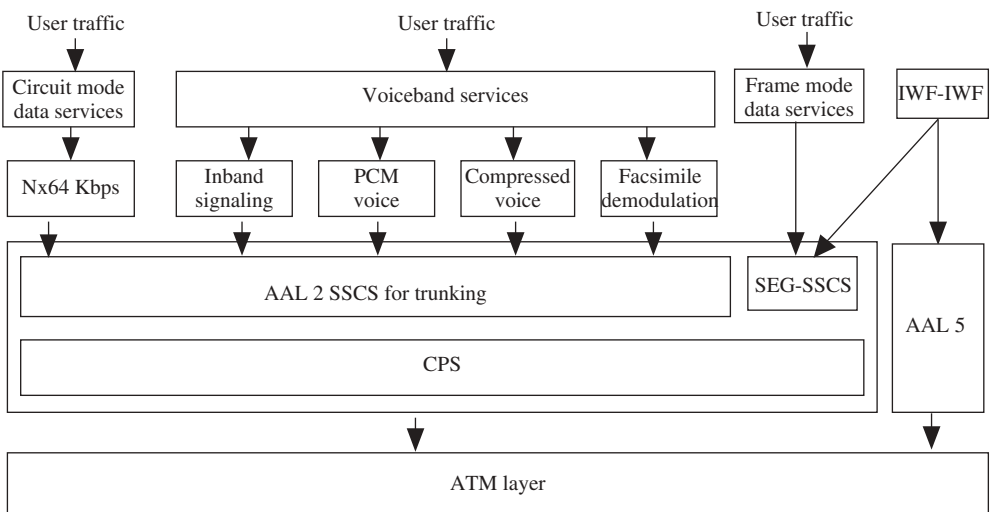 User traffic
User traffic
User traffic
Circuit mode
data services
Voiceband services
Frame mode
data services
IWF-IWF
Nx64 Kbps
Inband
signaling
PCM
voice
Compressed
voice
Facsimile
demodulation
AAL 2 SSCS for trunking
SEG-SSCS
AAL 5
CPS
ATM layer